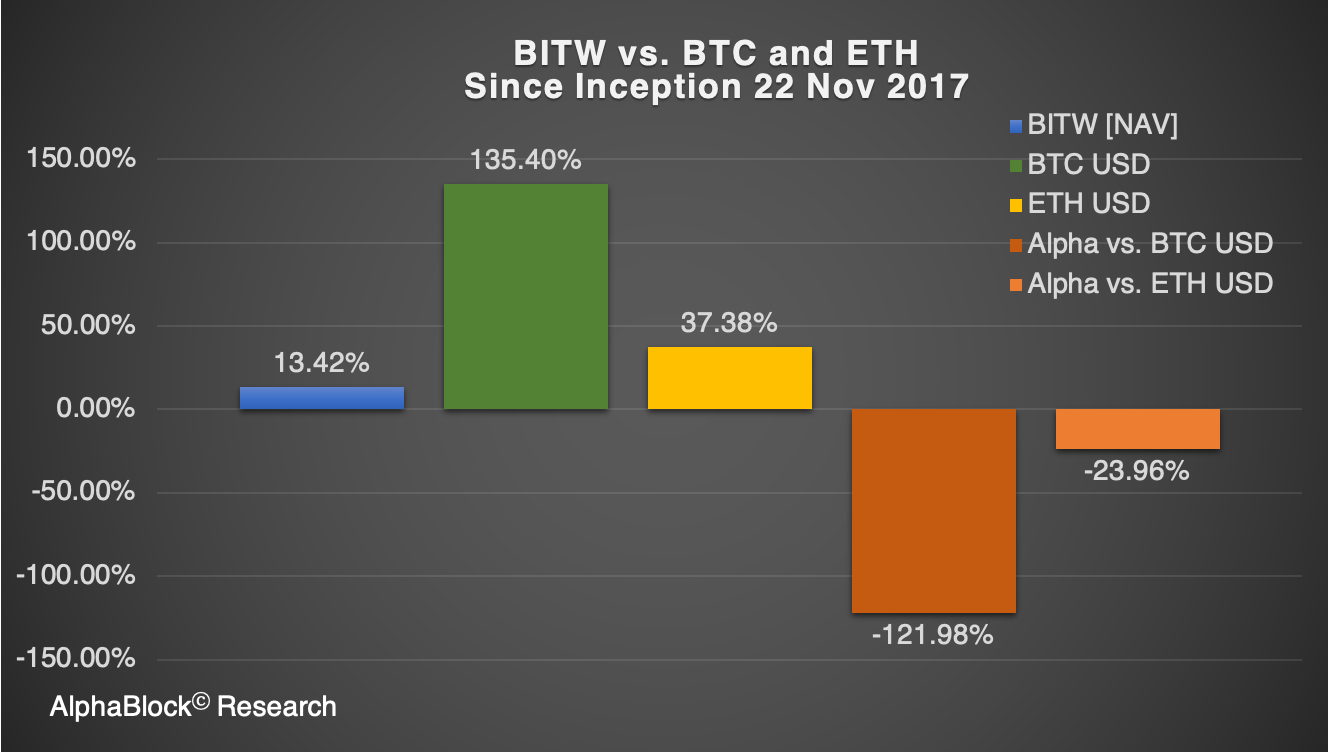 BITW vs. BTC and ETH
Since Inception 22 Nov 2017
BITW [NAV]
BTC USD
ETH USD
Alpha vs. BTC USD
Alpha vs. ETH USD
150.00%
100.00%
50.00%
0.00%
-50.00%
-100.00%
-150.00%
13.42%
135.40%
37.38%
-121.98%
-23.96%
AlphaBlock© Research